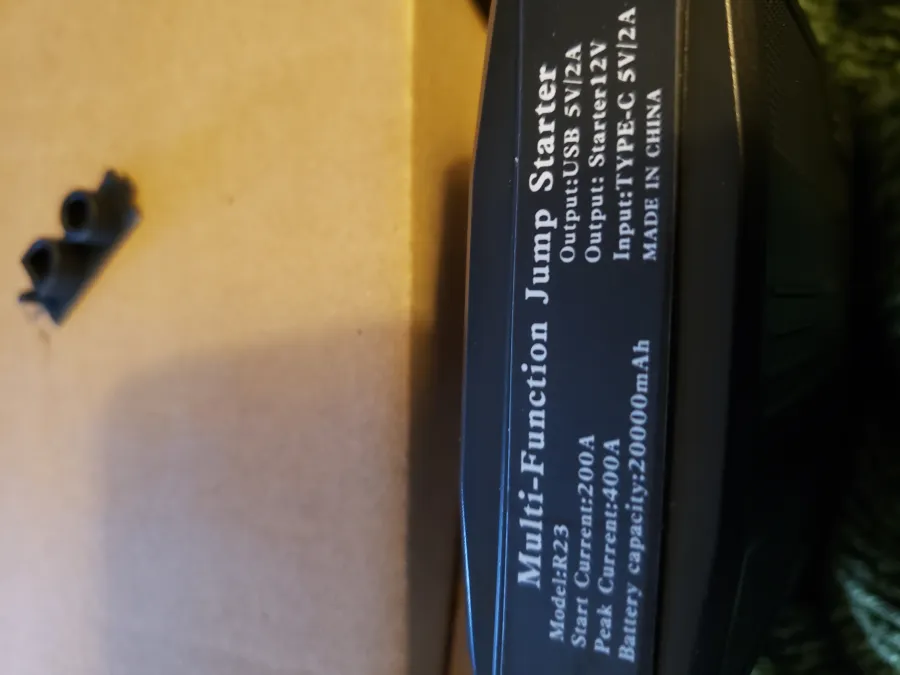 Multi-Function Jump Starter
Model:R23
Start Current:200A
Peak Current:400A
Battery capacity:20000mAh
Output:USB 5V|2A
Output: Starter12V
Input:TYPE-C 5V|2A
MADE IN CHINA